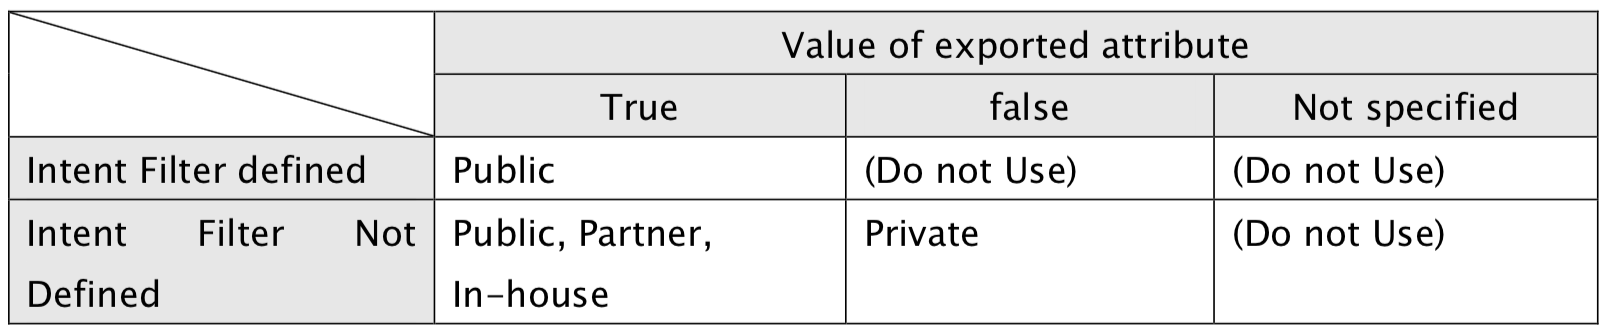 Value of exported attribute
True false Not specified
Intent Filter defined Public (Do not Use) (Do not Use)
Intent Filter Not Public, Partner, Private (Do not Use)
Defined In-house